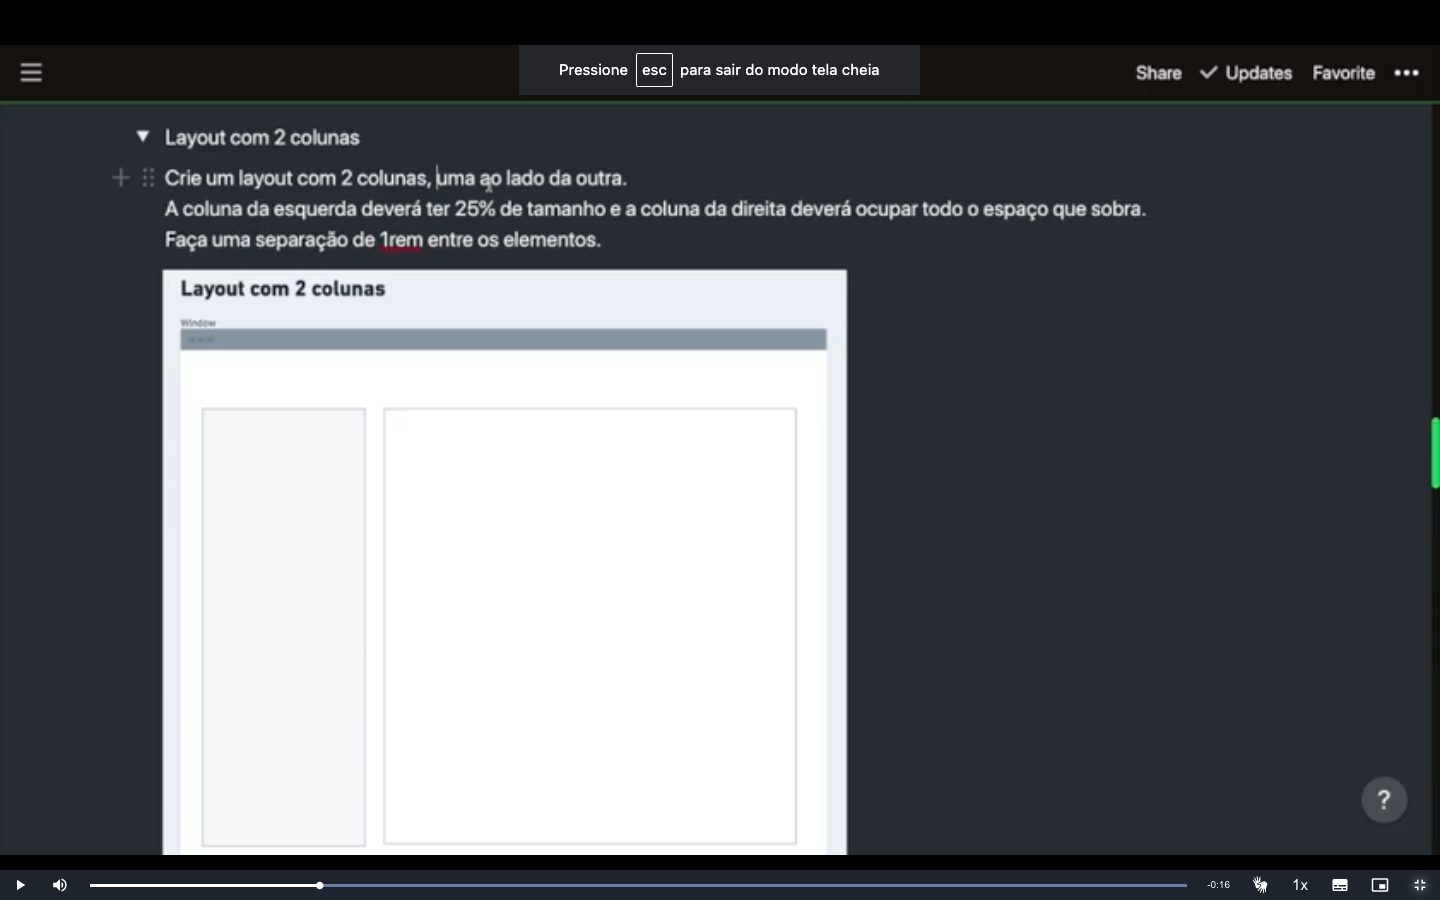 Pressione esc para sair do modo tela cheia
Share ✓ Updates Favorite •••
Layout com 2 colunas
Crie um layout com 2 colunas, uma ao lado da outra.
A coluna da esquerda deverá ter 25% de tamanho e a coluna da direita deverá ocupar todo o espaço que sobra.
Faça uma separação de 1rem entre os elementos.
Layout com 2 colunas
Window
?
-0:16
1x